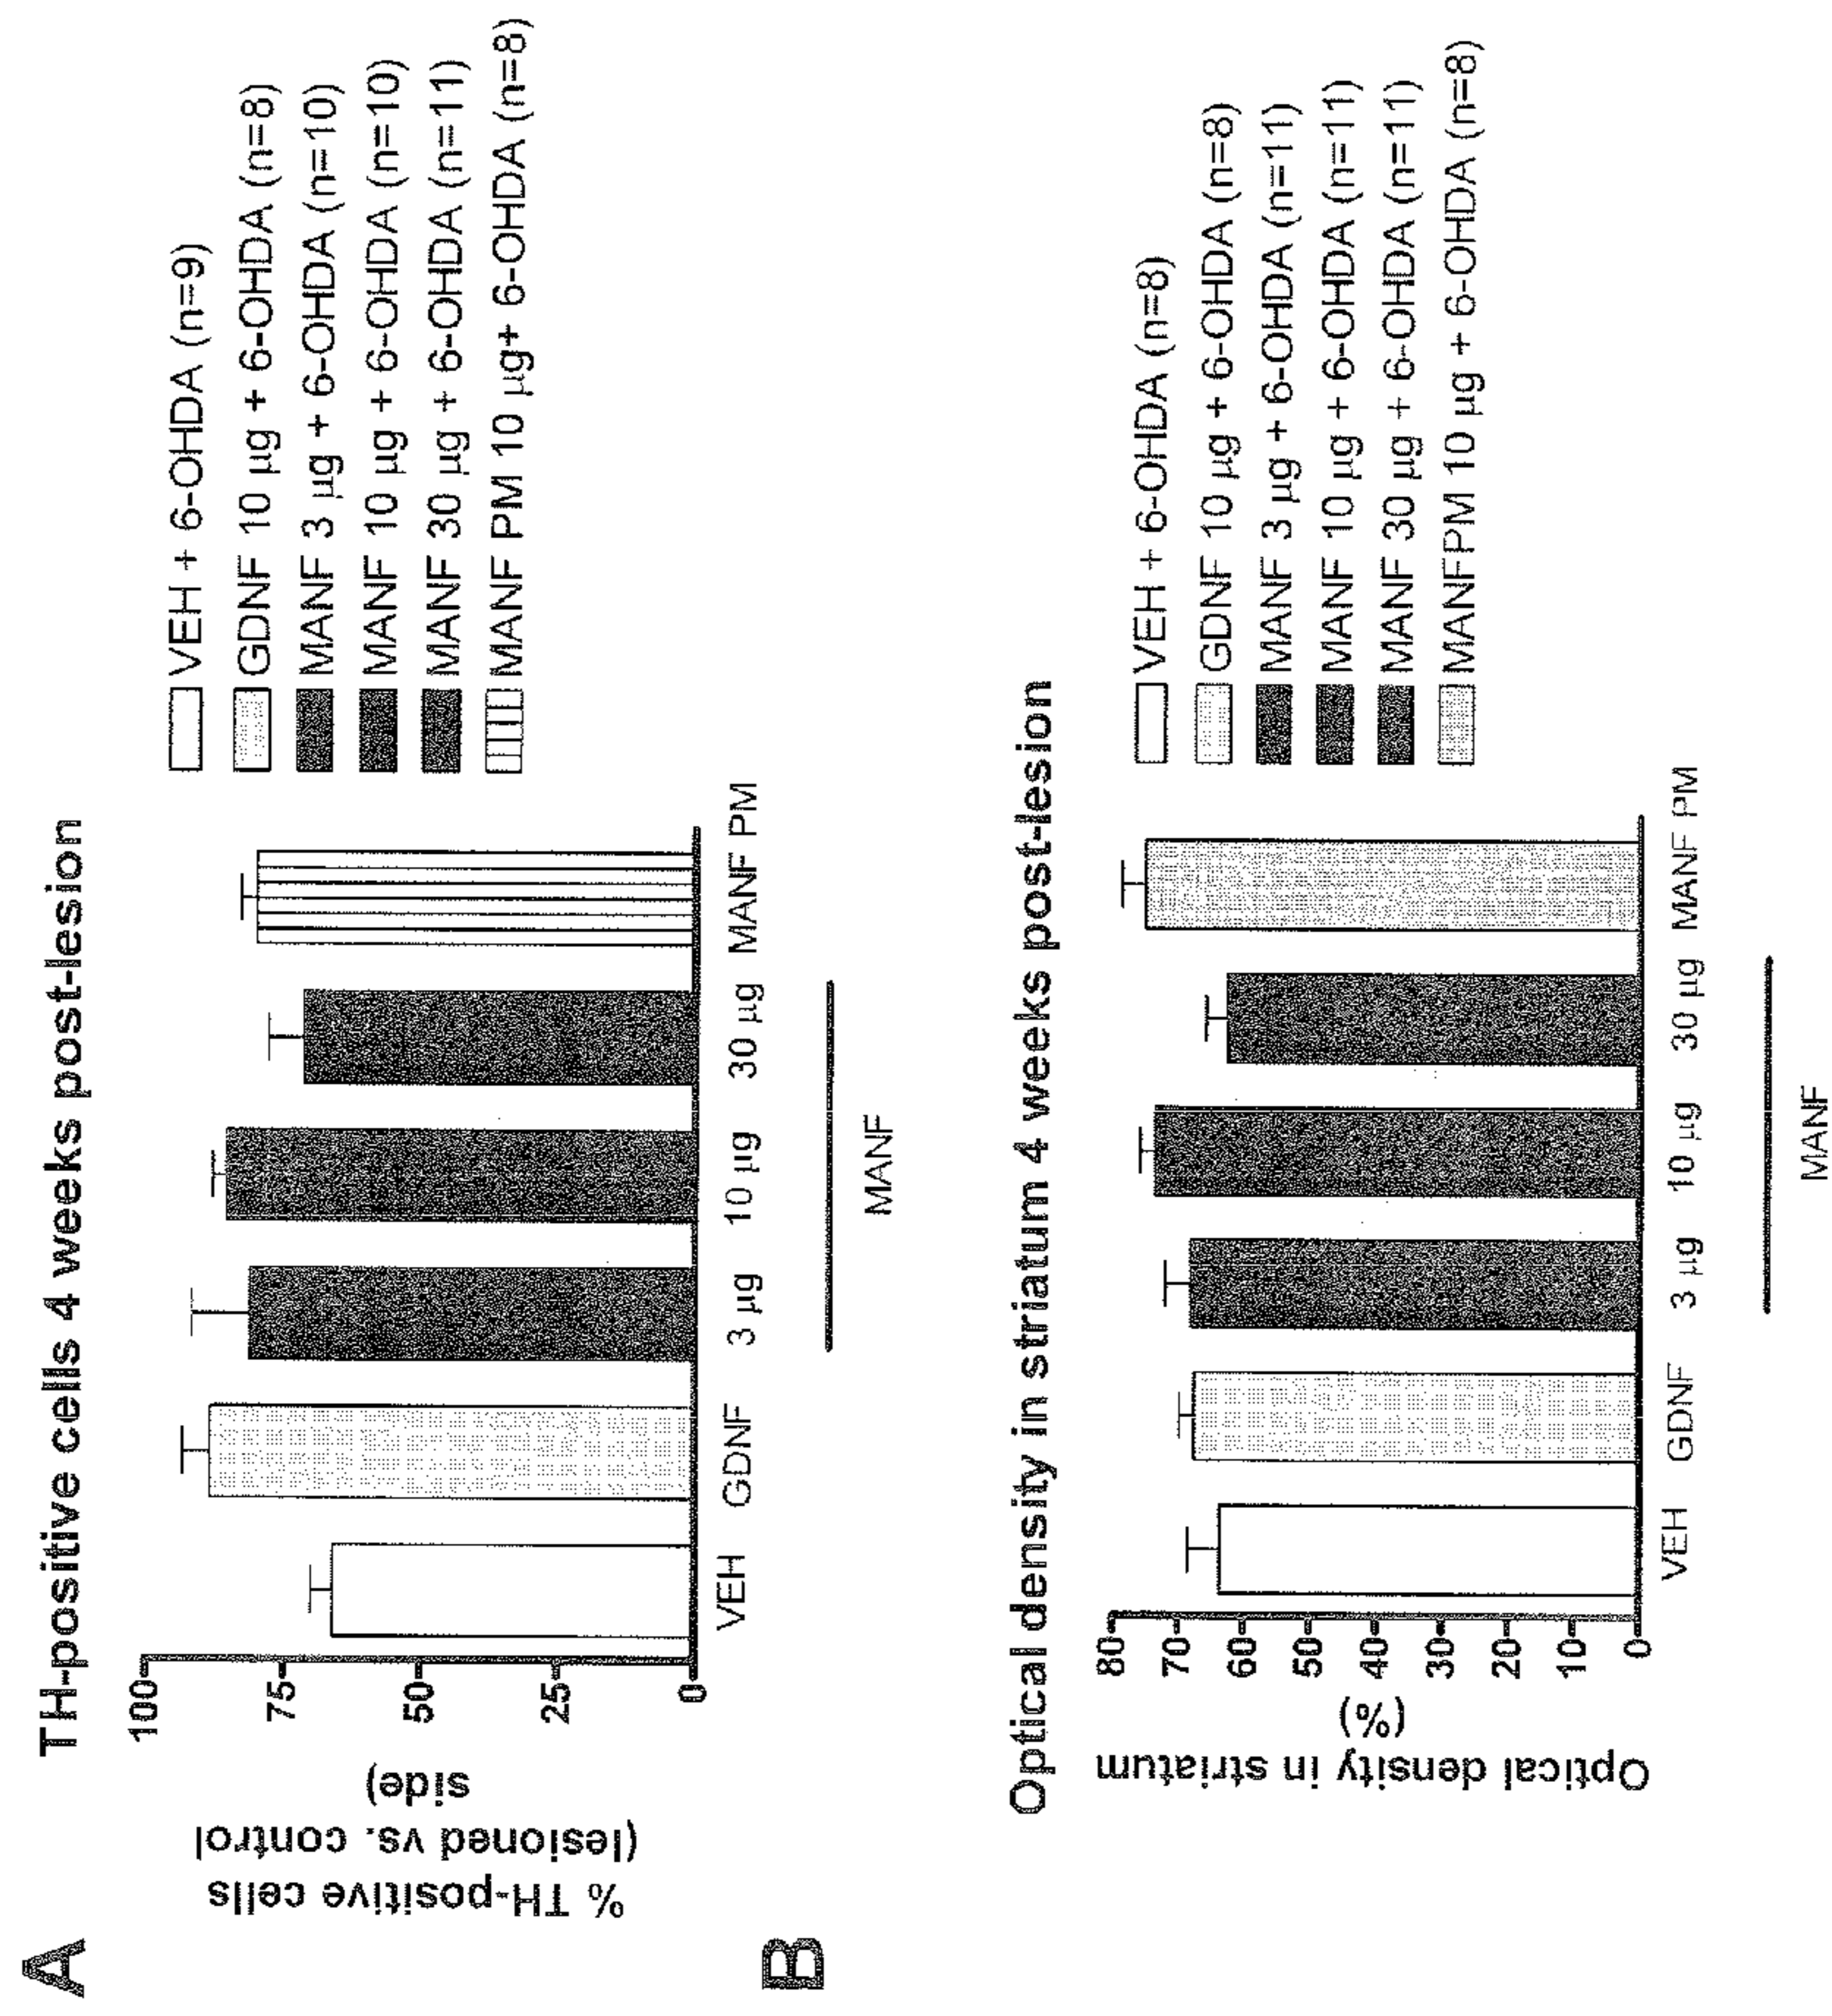 A
TH-positive cells 4 weeks post-lesion
% TH-positive cells
(lesioned vs. control
side)
100
75
50
25
0
VEH
GDNF
3 µg
10 µg
30 µg
MANF PM
MANF
VEH + 6-OHDA (n=9)
GDNF 10 µg + 6-OHDA (n=8)
MANF 3 µg + 6-OHDA (n=10)
MANF 10 µg + 6-OHDA (n=10)
MANF 30 µg + 6-OHDA (n=11)
MANF PM 10 µg+ 6-OHDA (n=8)
B
Optical density in striatum 4 weeks post-lesion
Optical density in striatum
(%)
80
70
60
50
40
30
20
10
0
VEH
GDNF
3 µg
10 µg
30 µg
MANF PM
MANF
VEH + 6-OHDA (n=8)
GDNF 10 µg + 6-OHDA (n=8)
MANF 3 µg + 6-OHDA (n=11)
MANF 10 µg + 6-OHDA (n=11)
MANF 30 µg + 6-OHDA (n=11)
MANFPM 10 µg + 6-OHDA (n=8)